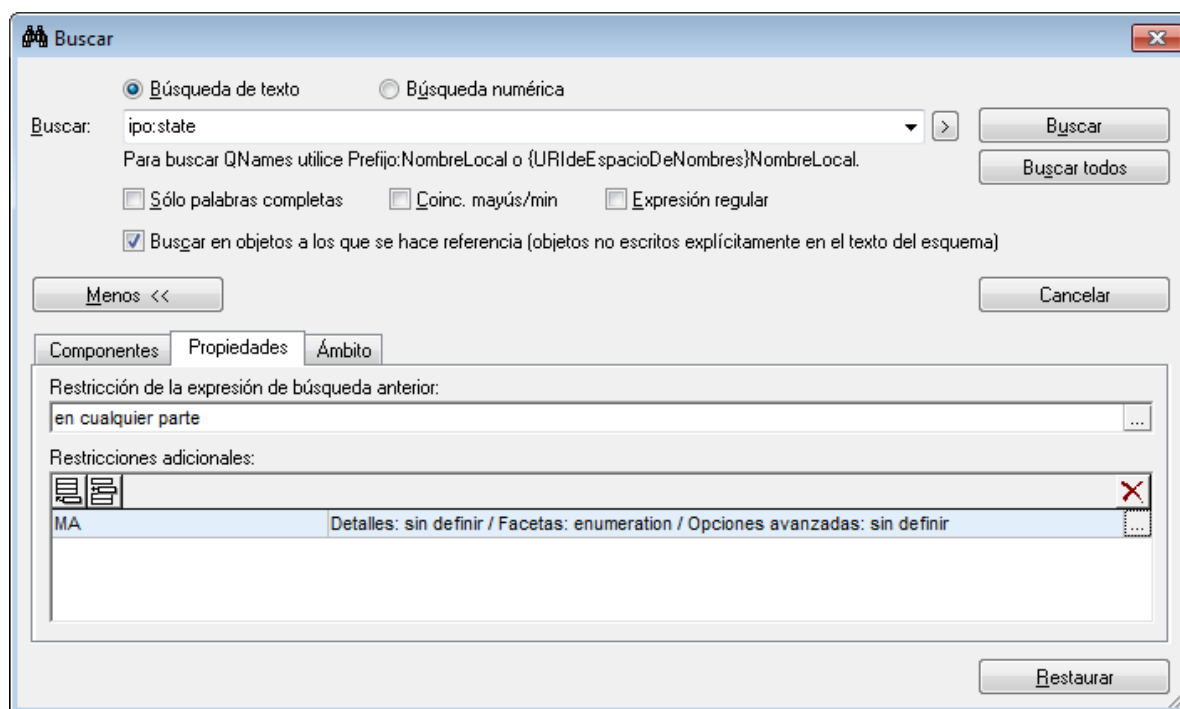 Buscar
Búsqueda de texto Búsqueda numérica
Buscar: ipo:state > Buscar
Para buscar QNames utilice Prefijo:NombreLocal o {URIdeEspacioDeNombres}NombreLocal.
Buscar todos
Sólo palabras completas Coinc. mayús/min Expresión regular
Buscar en objetos a los que se hace referencia (objetos no escritos explícitamente en el texto del esquema)
Menos << Cancelar
Componentes Propiedades Ámbito
Restricción de la expresión de búsqueda anterior:
en cualquier parte ...
Restricciones adicionales:
MA Detalles: sin definir / Facetas: enumeration / Opciones avanzadas: sin definir ...
Restaurar